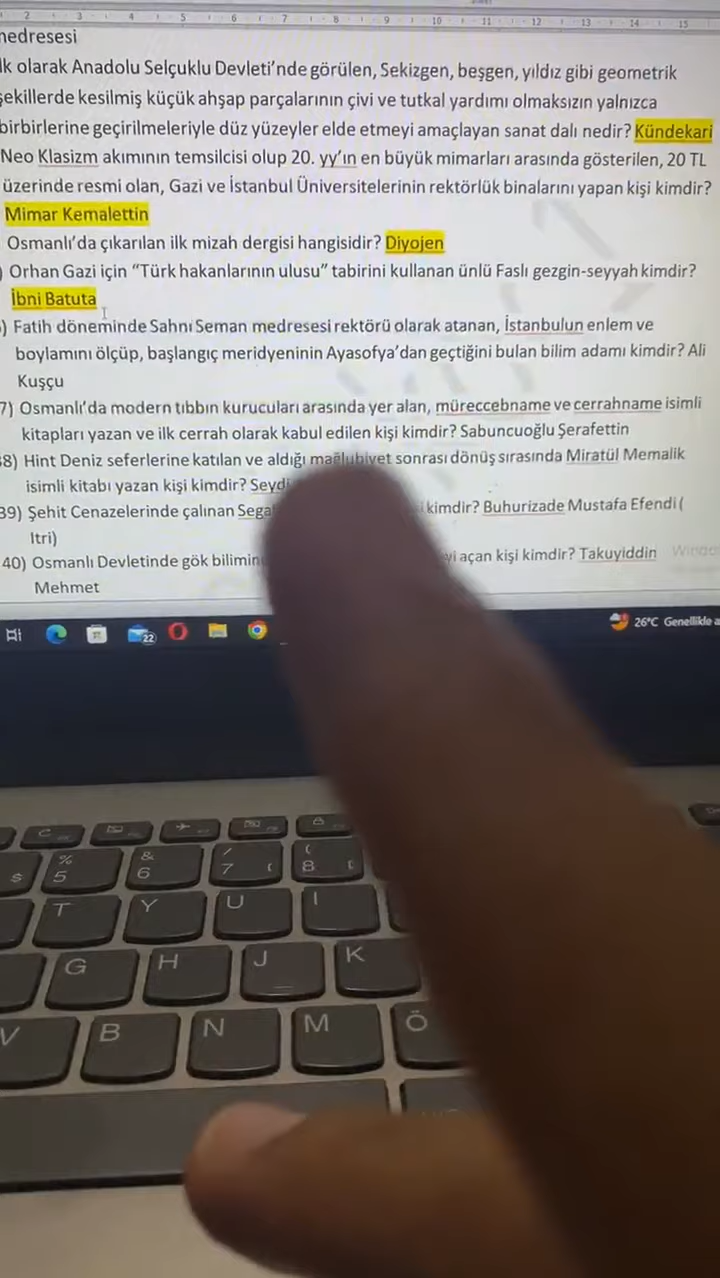 medresesi
lk olarak Anadolu Selçuklu Devleti'nde görülen, Sekizgen, beşgen, yıldız gibi geometrik
şekillerde kesilmiş küçük ahşap parçalarının çivi ve tutkal yardımı olmaksızın yalnızca
birbirlerine geçirilmeleriyle düz yüzeyler elde etmeyi amaçlayan sanat dalı nedir? Kündekari
Neo Klasizm akımının temsilcisi olup 20. yy'ın en büyük mimarları arasında gösterilen, 20 TL
üzerinde resmi olan, Gazi ve İstanbul Üniversitelerinin rektörlük binalarını yapan kişi kimdir?
Mimar Kemalettin
Osmanlı'da çıkarılan ilk mizah dergisi hangisidir? Diyojen
) Orhan Gazi için "Türk hakanlarının ulusu" tabirini kullanan ünlü Faslı gezgin-seyyah kimdir?
İbni Batuta
) Fatih döneminde Sahnı Seman medresesi rektörü olarak atanan, İstanbulun enlem ve
boylamını ölçüp, başlangıç meridyeninin Ayasofya'dan geçtiğini bulan bilim adamı kimdir? Ali
Kuşçu
7) Osmanlı'da modern tıbbın kurucuları arasında yer alan, müreccebname ve cerrahname isimli
kitapları yazan ve ilk cerrah olarak kabul edilen kişi kimdir? Sabuncuoğlu Şerafettin
38) Hint Deniz seferlerine katılan ve aldığı mağlubiyet sonrası dönüş sırasında Miratül Memalik
isimli kitabı yazan kişi kimdir? Seydi
39) Şehit Cenazelerinde çalınan Segah kimdir? Buhurizade Mustafa Efendi (
Itri)
40) Osmanlı Devletinde gök bilimin açan kişi kimdir? Takuyiddin
Mehmet
22
26°C Genellikle a
$ % 5 & 6 / 7 ( 8
T Y U I
G H J K
V B N M Ö